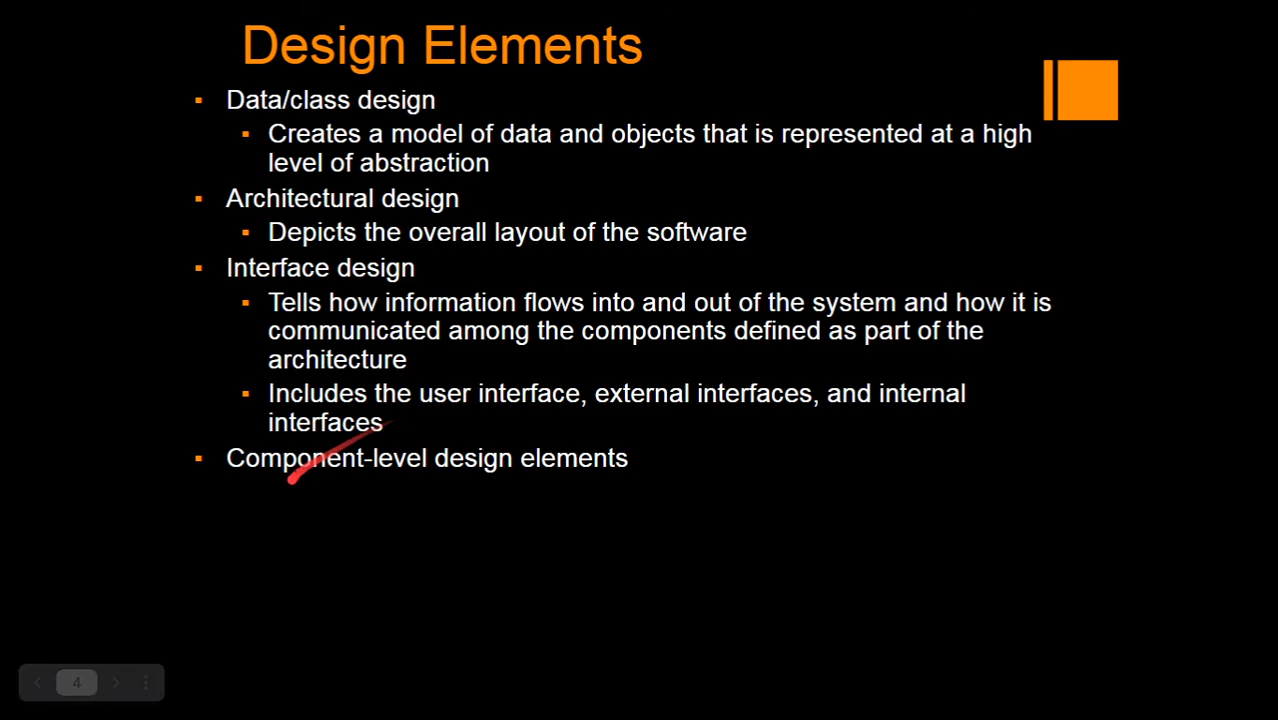 Design Elements
Data/class design
Creates a model of data and objects that is represented at a high
level of abstraction
Architectural design
Depicts the overall layout of the software
Interface design
Tells how information flows into and out of the system and how it is
communicated among the components defined as part of the
architecture
Includes the user interface, external interfaces, and internal
interfaces
Component-level design elements
4